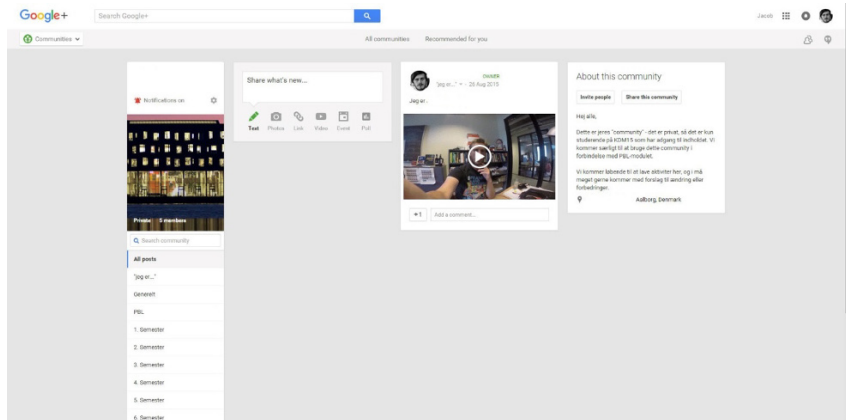 Google+
Search Google+
Jacob
Communities
All communities
Recommended for you
Notifications on
Private
5 members
Search community
All posts
"jeg er..."
Generelt
PBL
1. Semester
2. Semester
3. Semester
4. Semester
5. Semester
6. Semester
Share what's new...
Text
Photos
Link
Video
Event
Poll
OWNER
"jeg er..." - 28 Aug 2015
Jeg er..
+1
Add a comment...
About this community
Invite people
Share this community
Hej alle,
Dette er jeres "community" - det er privat, så det er kun
studerende på KDM15 som har adgang til indholdet. Vi
kommer særligt til at bruge dette community i
forbindelse med PBL-modulet.
Vi kommer løbende til at lave aktiviter her, og i må
meget gerne kommer med forslag til ændring eller
forbedringer.
Aalborg, Denmark